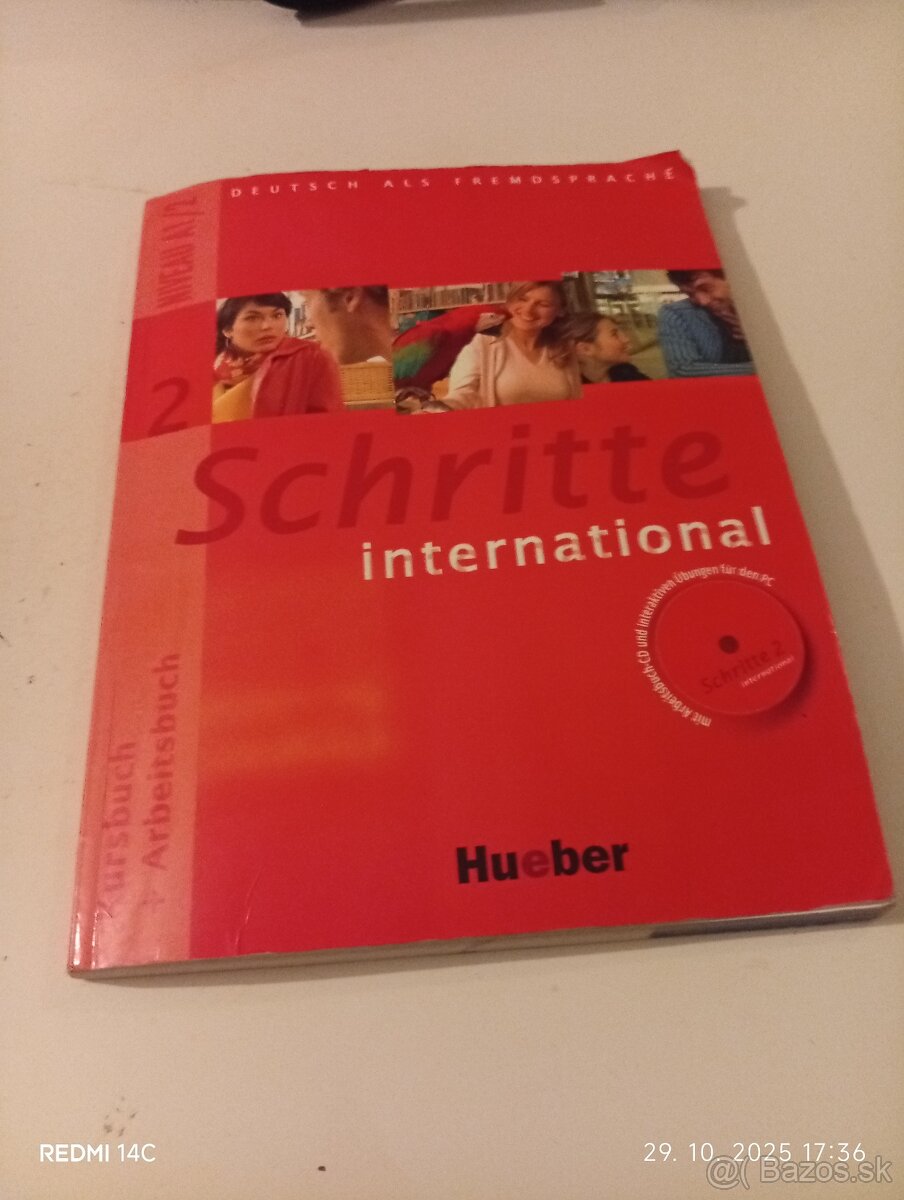 DEUTSCH ALS FREMDSPRACHE
NIVEAU A1/2
2
Schritte
international
mit Arbeitsbuch-CD und interaktiven Übungen für den PC
Schritte 2
international
Kursbuch
+ Arbeitsbuch
Hueber
REDMI 14C
29. 10. 2025 17:36
Bazos.sk